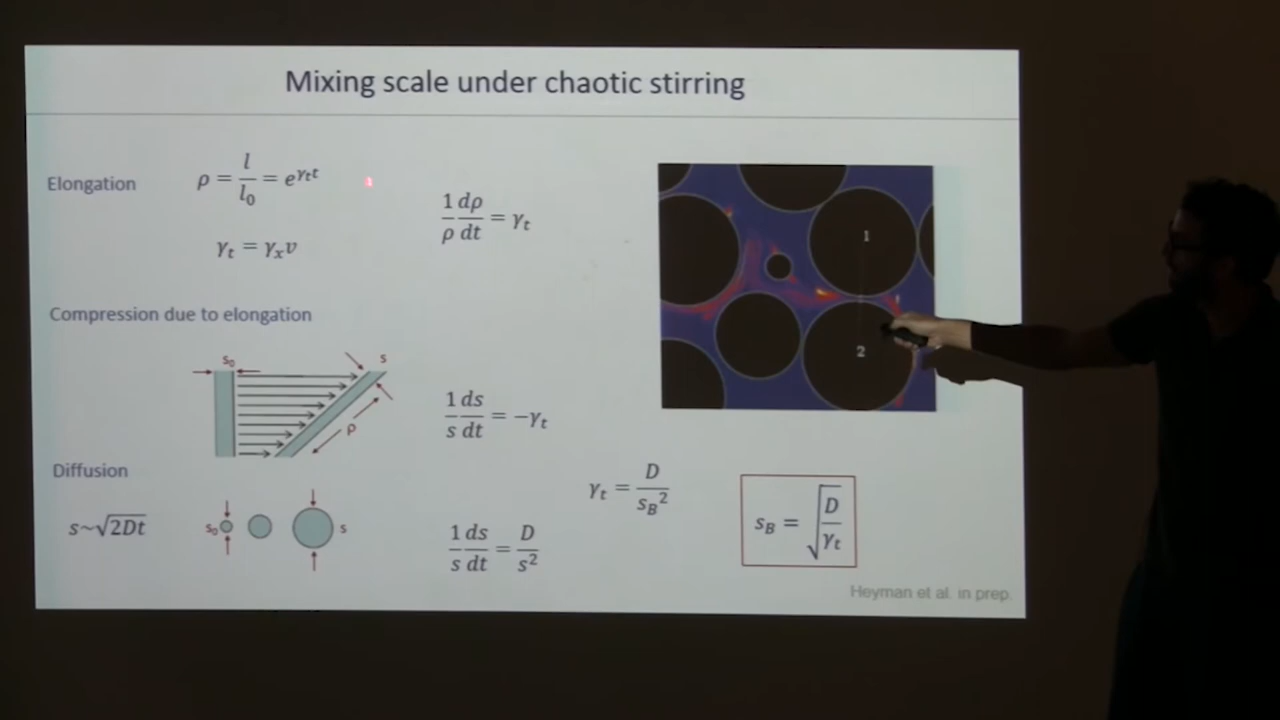 Mixing scale under chaotic stirring
Elongation
ρ = l/l₀ = e^{γₜt}
1/ρ dρ/dt = γₜ
γₜ = γₓv
1
2
Compression due to elongation
s₀
s
ρ
1/s ds/dt = −γₜ
Diffusion
s~√2Dt
s₀
s
1/s ds/dt = D/s²
γₜ = D/s_B²
s_B = √(D/γₜ)
Heyman et al. in prep.